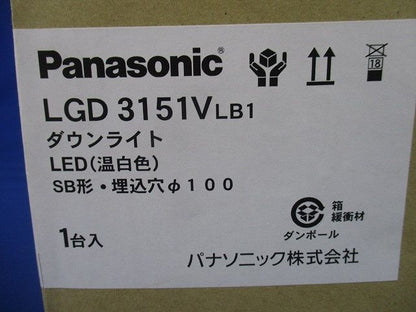 Panasonic®
LGD 3151VLB1
ダウンライト
LED(温白色)
SB形・埋込穴φ100
1台入
18
箱
緩衝材
ダンボール
パナソニック株式会社